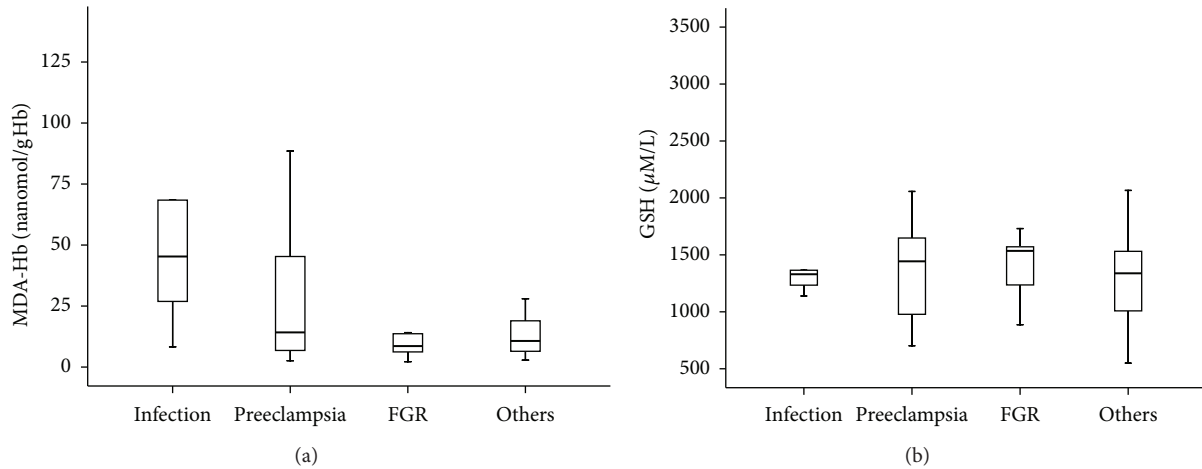 MDA-Hb (nanomol/gHb)
125
100
75
50
25
0
Infection
Preeclampsia
FGR
Others
(a)
GSH (μM/L)
3500
3000
2500
2000
1500
1000
500
Infection
Preeclampsia
FGR
Others
(b)